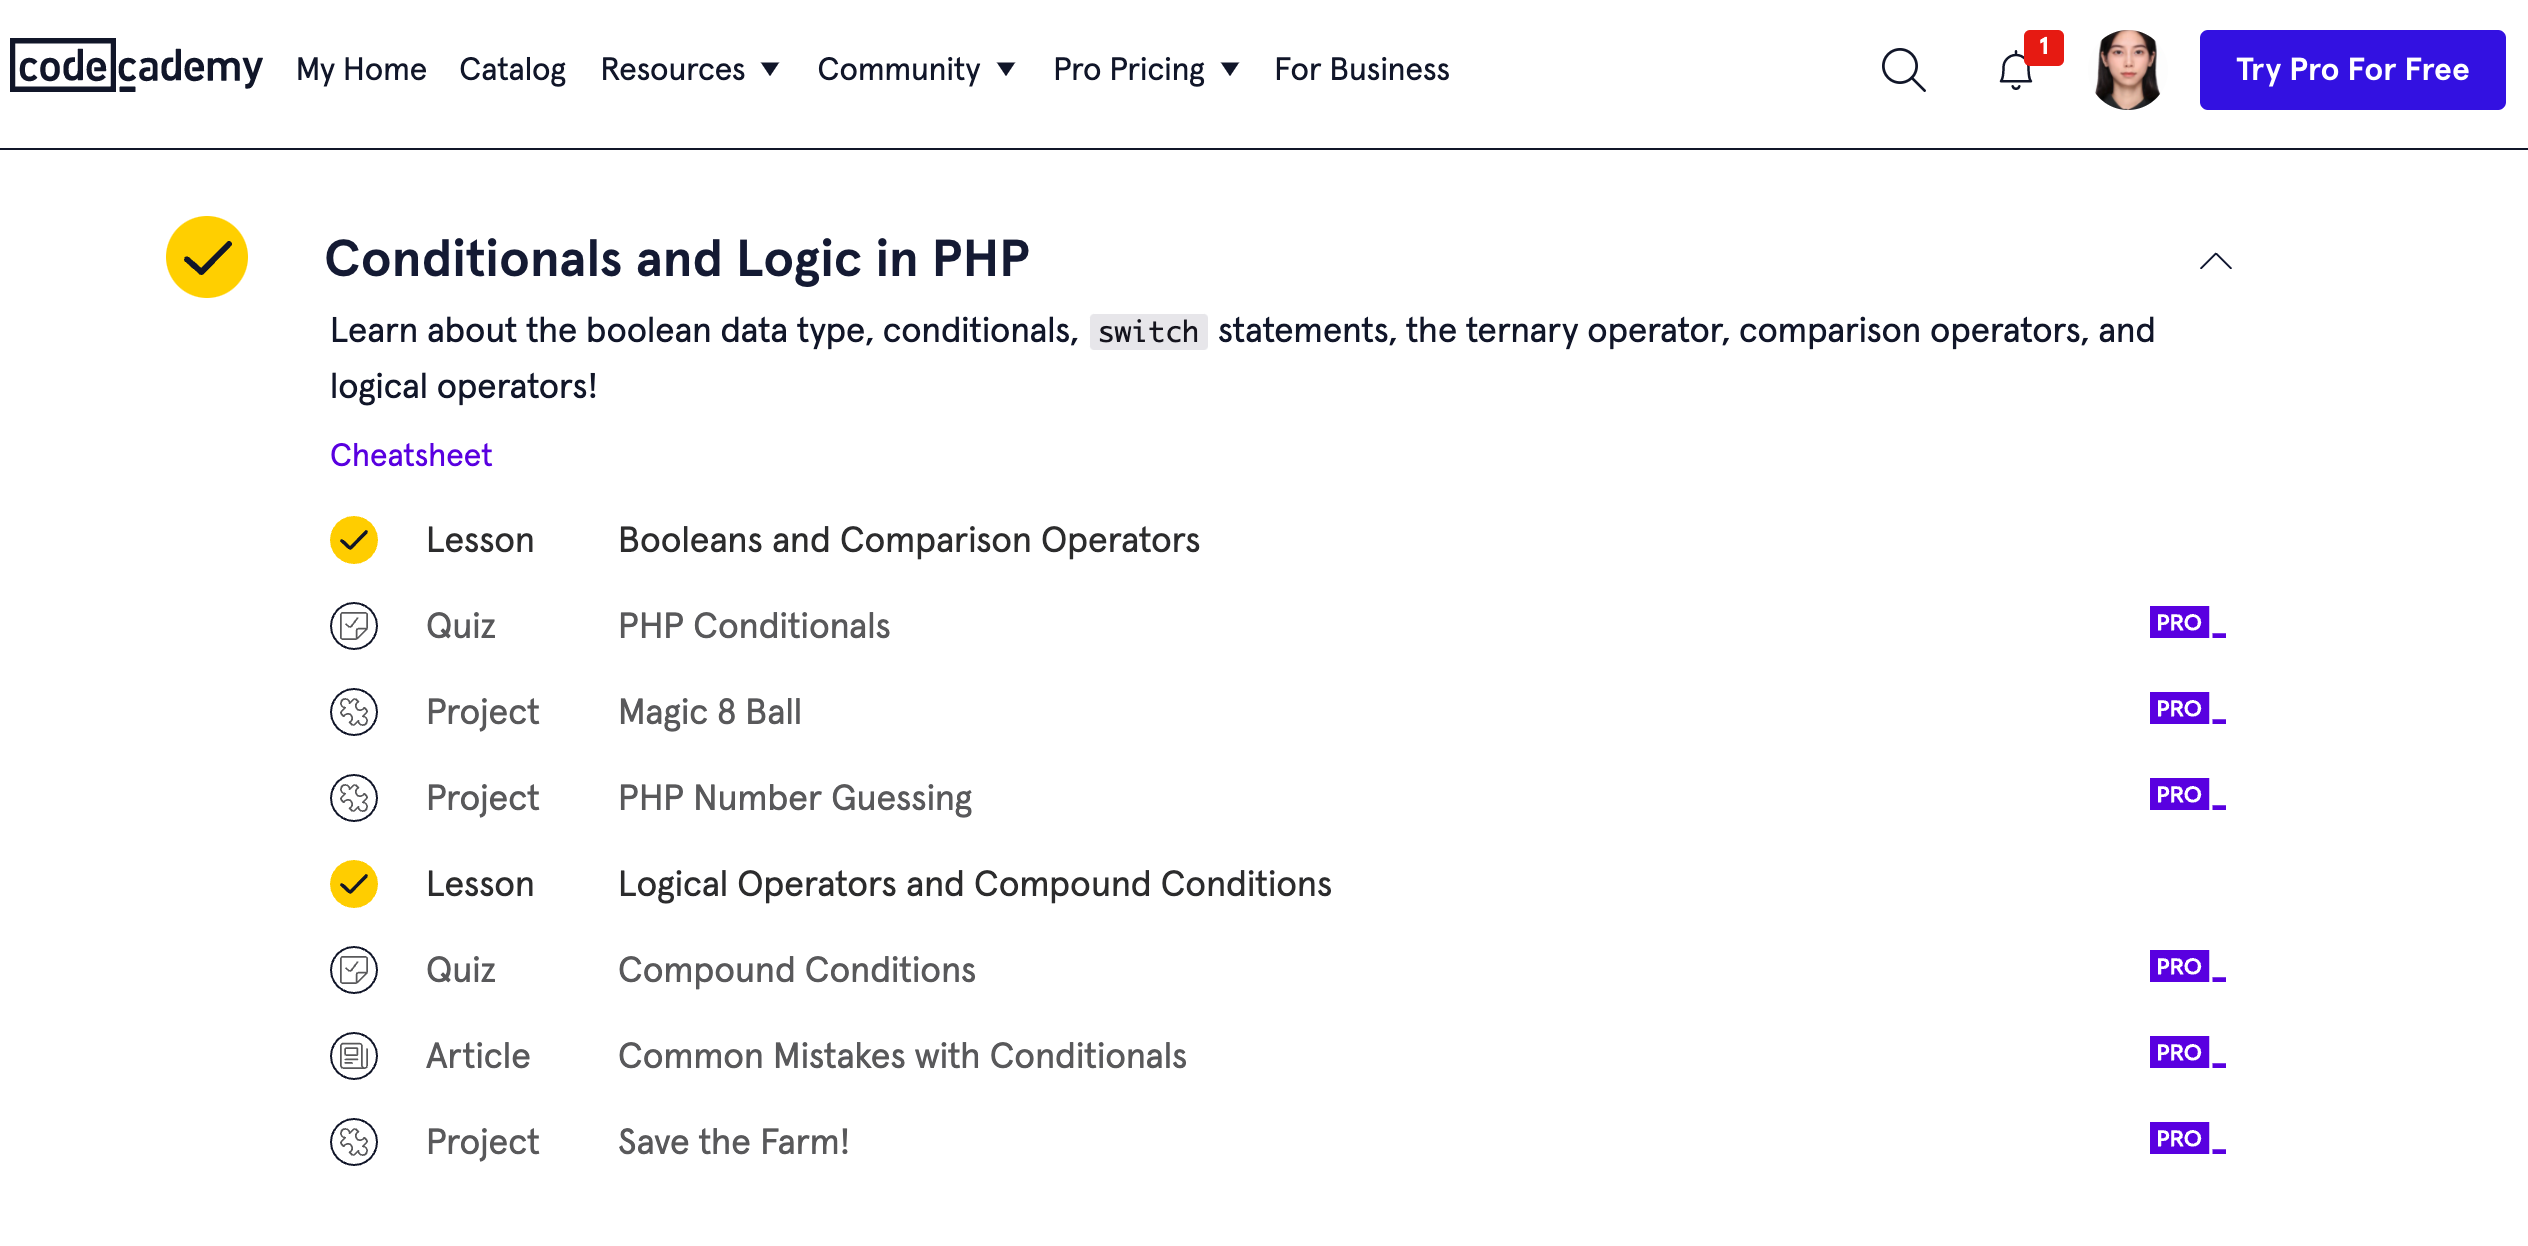 codecademy My Home Catalog Resources Community Pro Pricing For Business 1 Try Pro For Free
Conditionals and Logic in PHP
Learn about the boolean data type, conditionals, switch statements, the ternary operator, comparison operators, and
logical operators!
Cheatsheet
Lesson Booleans and Comparison Operators
Quiz PHP Conditionals PRO
Project Magic 8 Ball PRO
Project PHP Number Guessing PRO
Lesson Logical Operators and Compound Conditions
Quiz Compound Conditions PRO
Article Common Mistakes with Conditionals PRO
Project Save the Farm! PRO